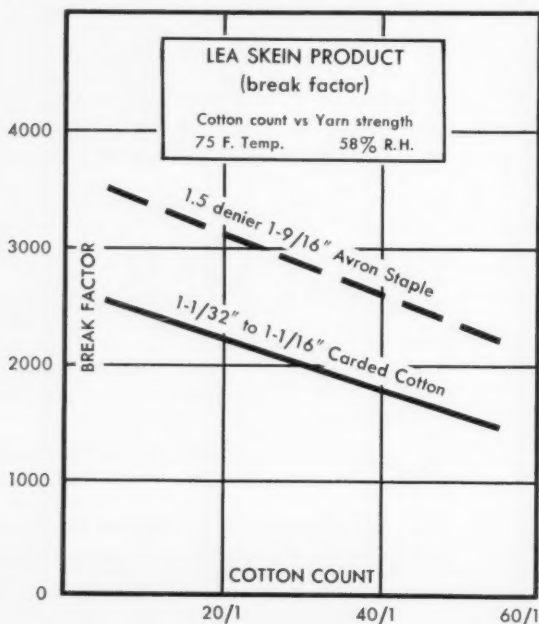 LEA SKEIN PRODUCT
(break factor)
Cotton count vs Yarn strength
75 F. Temp. 58% R.H.
4000
3000
2000
1000
0
BREAK FACTOR
1.5 denier 1-9/16" Avron Staple
1-1/32" to 1-1/16" Carded Cotton
COTTON COUNT
20/1 40/1 60/1